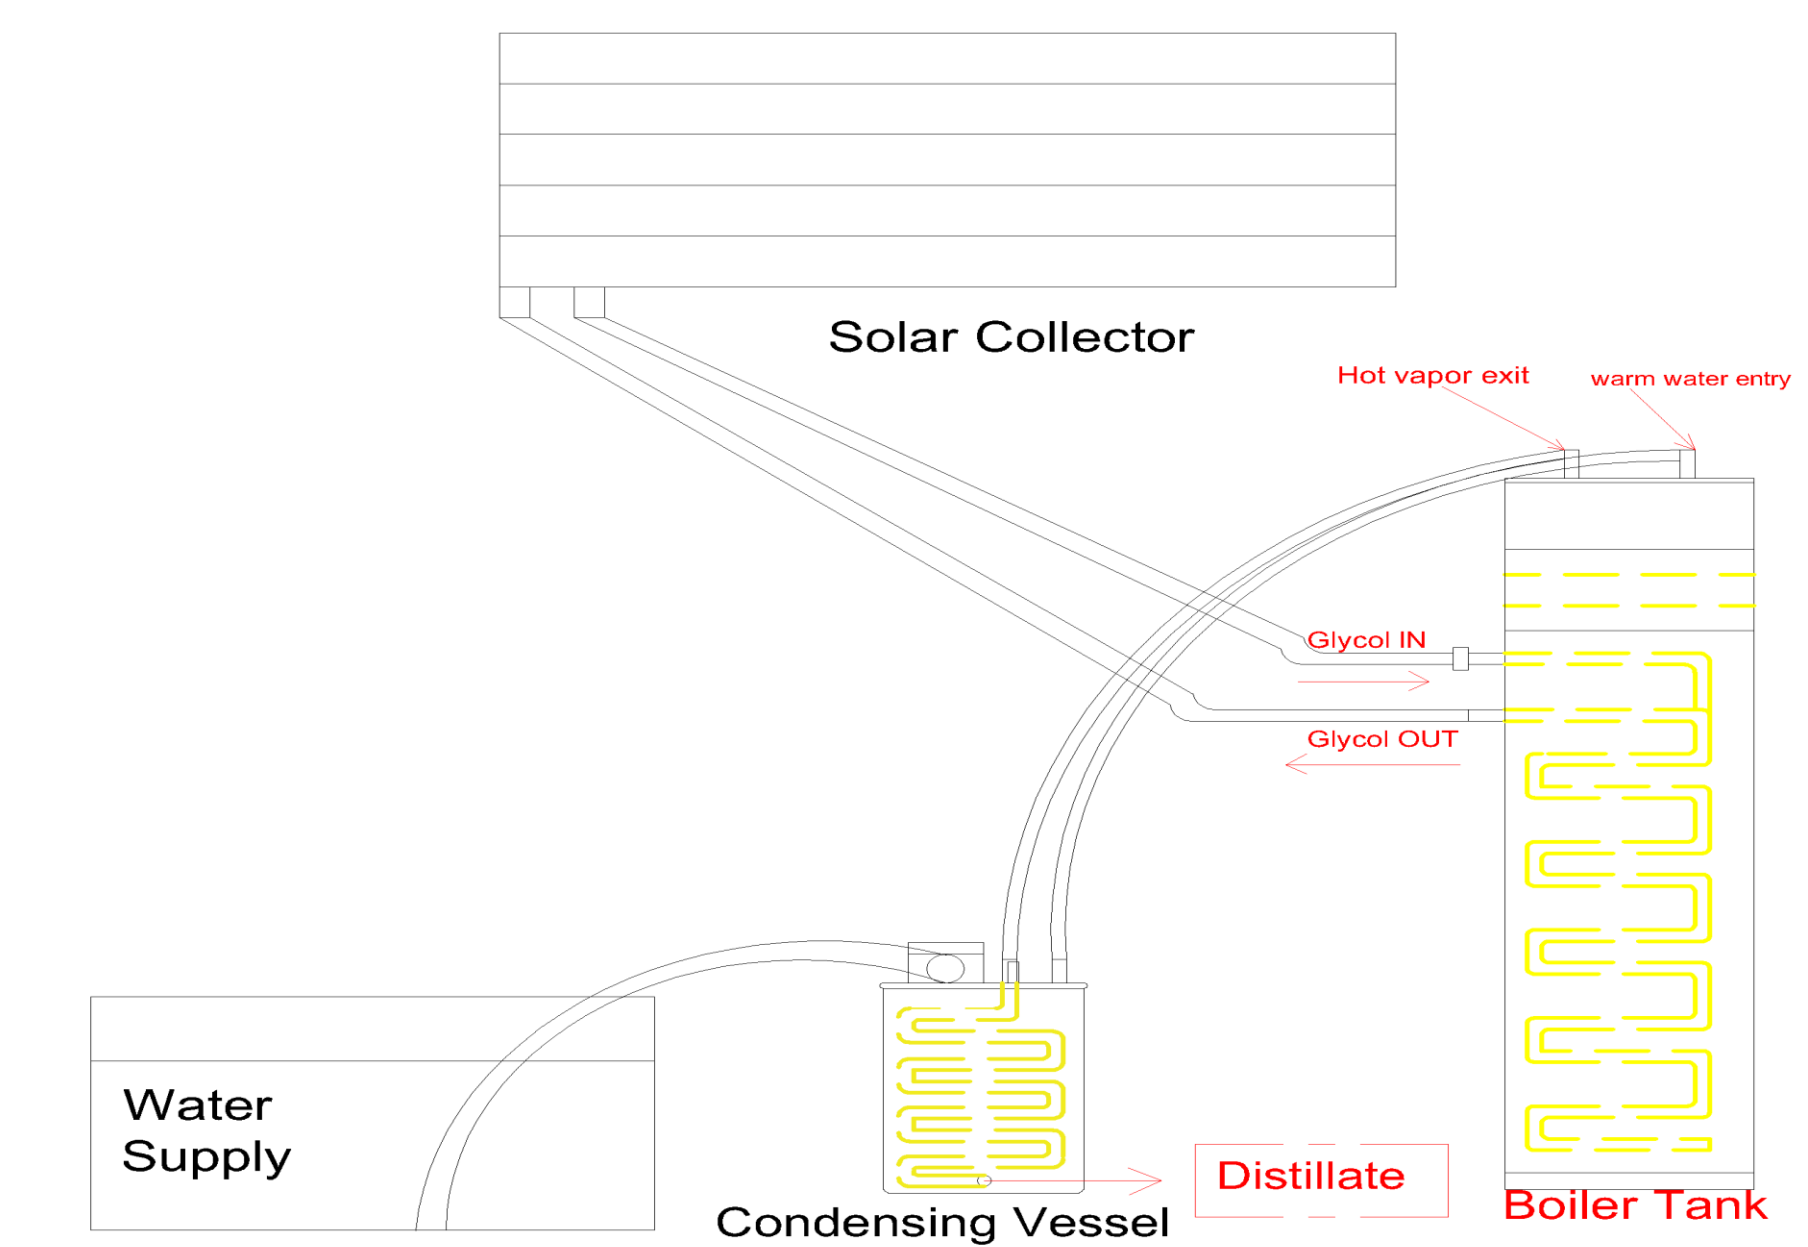 Solar Collector
Hot vapor exit
warm water entry
Glycol IN
Glycol OUT
Water
Supply
Distillate
Condensing Vessel
Boiler Tank